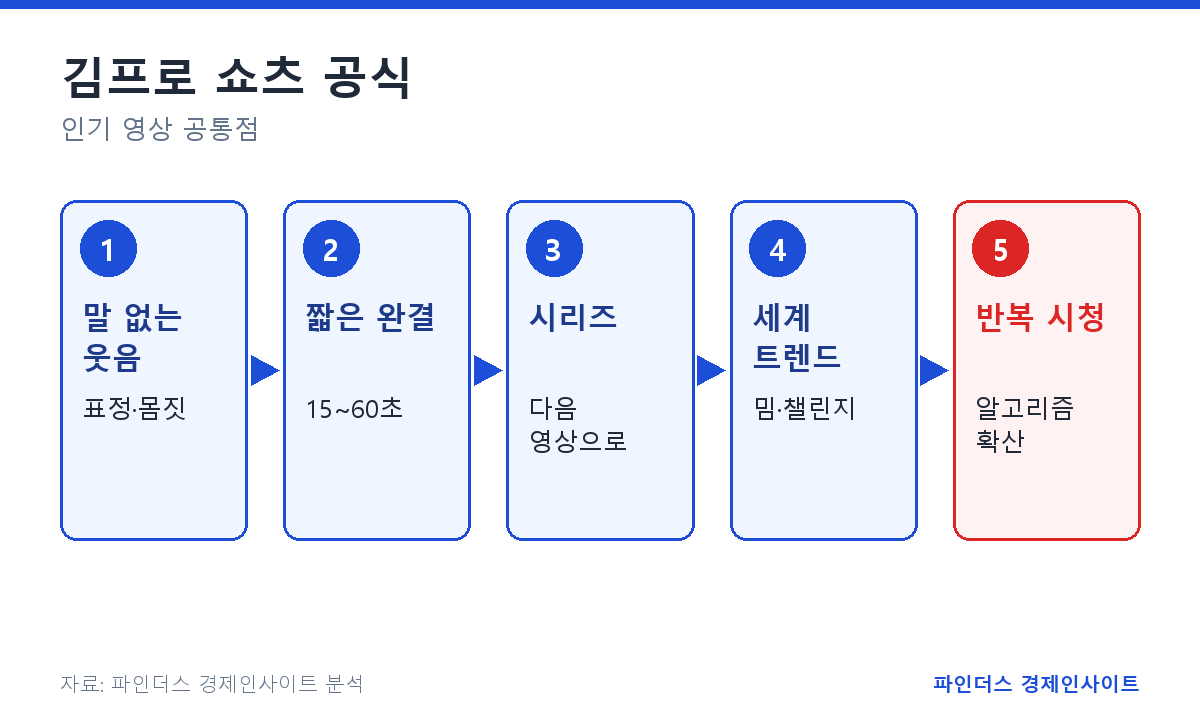 김프로 쇼츠 공식
인기 영상 공통점
1
말 없는
웃음
표정·몸짓
2
짧은 완결
15~60초
3
시리즈
다음
영상으로
4
세계
트렌드
밈·챌린지
5
반복 시청
알고리즘
확산
자료: 파인더스 경제인사이트 분석
파인더스 경제인사이트